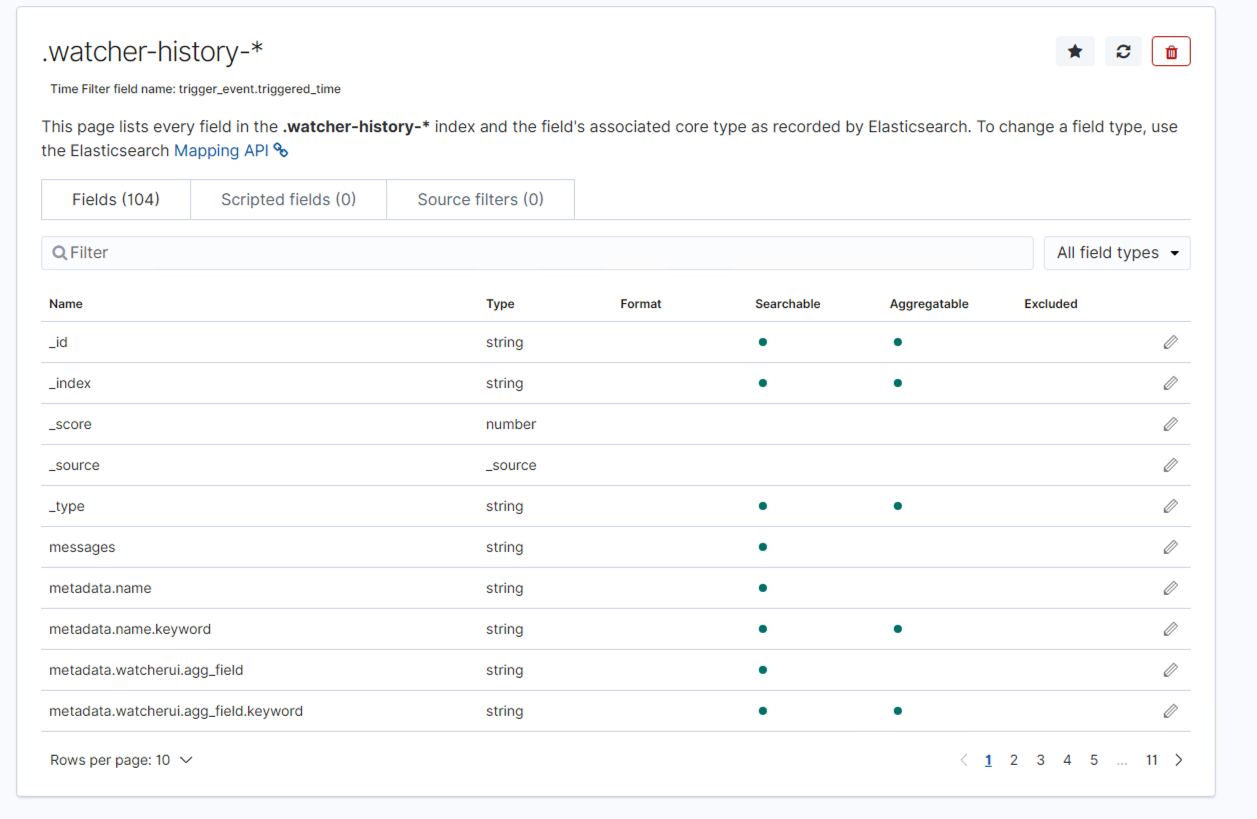 .watcher-history-*
Time Filter field name: trigger_event.triggered_time
This page lists every field in the .watcher-history-* index and the field's associated core type as recorded by Elasticsearch. To change a field type, use
the Elasticsearch Mapping API
Fields (104) Scripted fields (0) Source filters (0)
Filter All field types
Name Type Format Searchable Aggregatable Excluded
_id string
_index string
_score number
_source _source
_type string
messages string
metadata.name string
metadata.name.keyword string
metadata.watcherui.agg_field string
metadata.watcherui.agg_field.keyword string
Rows per page: 10 1 2 3 4 5 ... 11